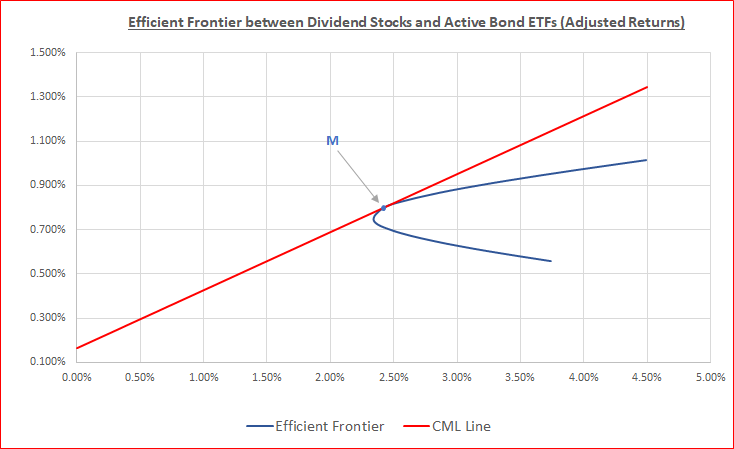 Efficient Frontier between Dividend Stocks and Active Bond ETFs (Adjusted Returns)
1.500%
1.300%
1.100%
M
0.900%
0.700%
0.500%
0.300%
0.100%
0.00% 0.50% 1.00% 1.50% 2.00% 2.50% 3.00% 3.50% 4.00% 4.50% 5.00%
Efficient Frontier CML Line